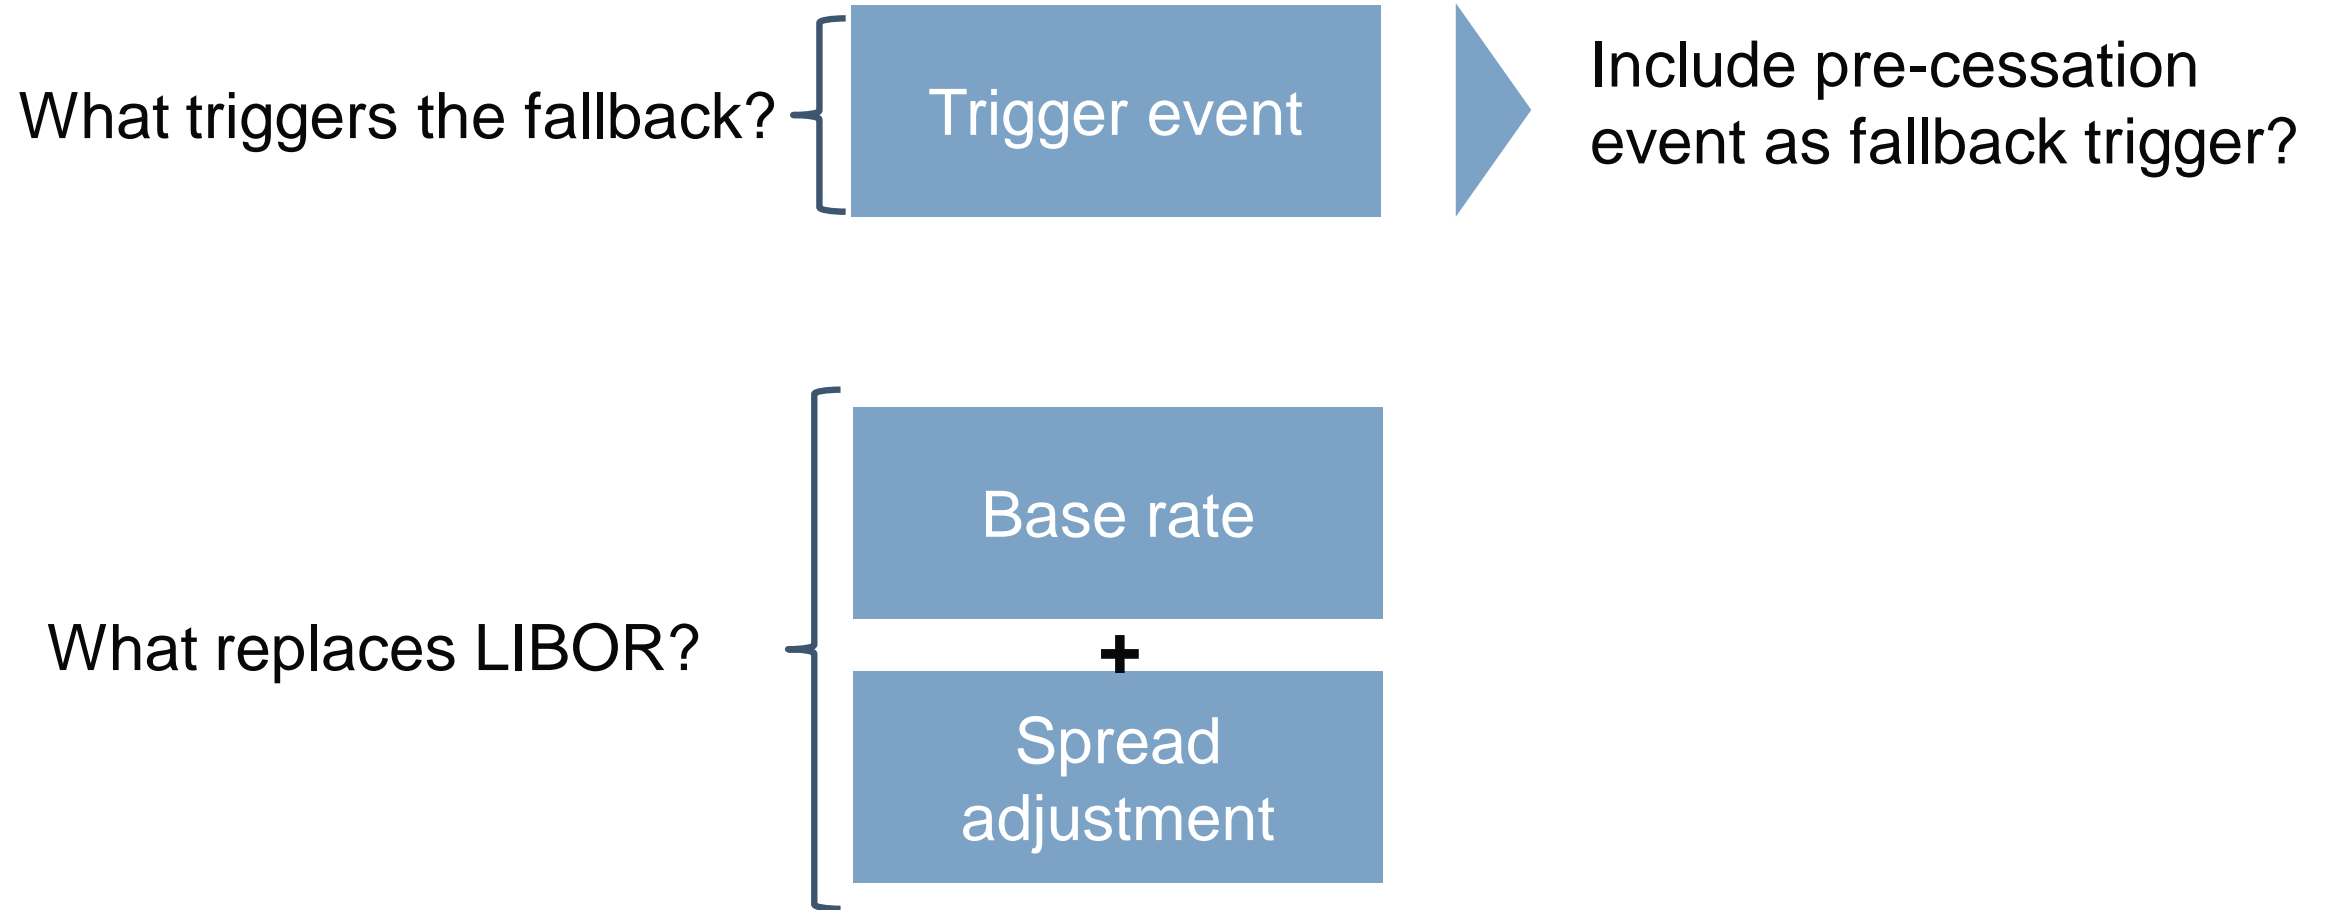 What triggers the fallback?
Trigger event
Include pre-cessation
event as fallback trigger?
Base rate
What replaces LIBOR?
+
Spread
adjustment